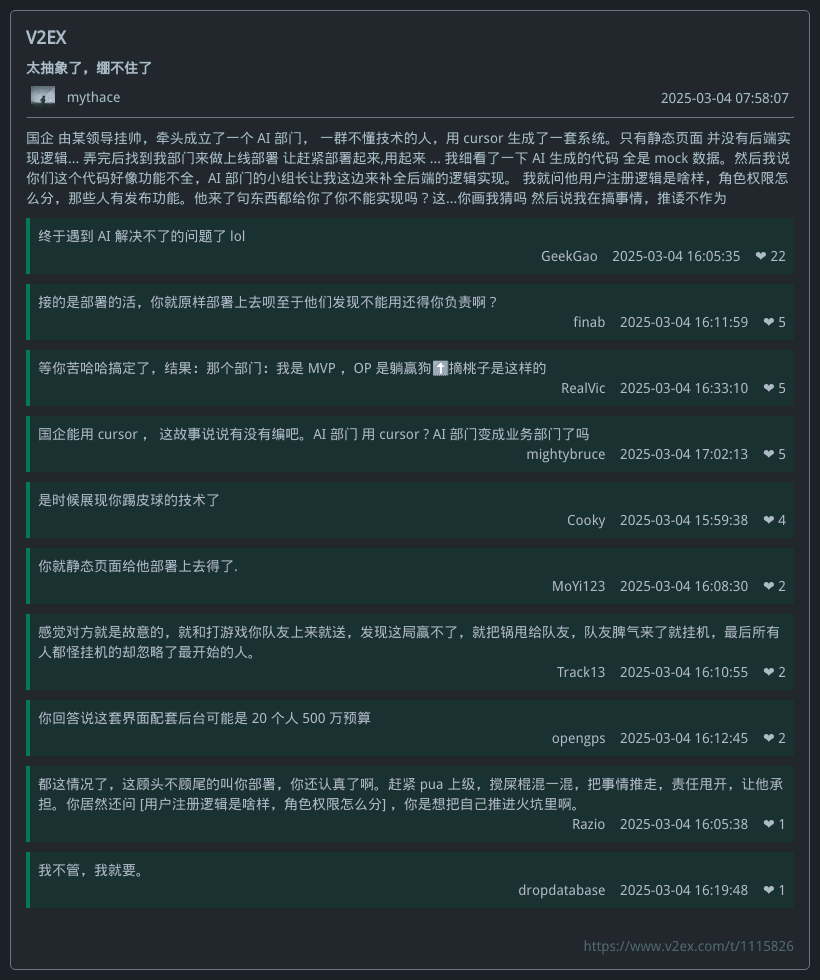 V2EX
太抽象了，绷不住了
mythace
2025-03-04 07:58:07
国企 由某领导挂帅，牵头成立了一个 AI 部门， 一群不懂技术的人，用 cursor 生成了一套系统。只有静态页面 并没有后端实
现逻辑... 弄完后找到我部门来做上线部署 让赶紧部署起来,用起来 ... 我细看了一下 AI 生成的代码 全是 mock 数据。然后我说
你们这个代码好像功能不全，AI 部门的小组长让我这边来补全后端的逻辑实现。 我就问他用户注册逻辑是啥样，角色权限怎
么分，那些人有发布功能。他来了句东西都给你了你不能实现吗 ? 这...你画我猜吗 然后说我在搞事情，推诿不作为
终于遇到 AI 解决不了的问题了 lol
GeekGao 2025-03-04 16:05:35 ❤ 22
接的是部署的活，你就原样部署上去呗至于他们发现不能用还得你负责啊？
finab 2025-03-04 16:11:59 ❤ 5
等你苦哈哈搞定了，结果：那个部门：我是 MVP ，OP 是躺赢狗⬆️摘桃子是这样的
RealVic 2025-03-04 16:33:10 ❤ 5
国企能用 cursor ， 这故事说说有没有编吧。AI 部门 用 cursor ? AI 部门变成业务部门了吗
mightybruce 2025-03-04 17:02:13 ❤ 5
是时候展现你踢皮球的技术了
Cooky 2025-03-04 15:59:38 ❤ 4
你就静态页面给他部署上去得了.
MoYi123 2025-03-04 16:08:30 ❤ 2
感觉对方就是故意的，就和打游戏你队友上来就送，发现这局赢不了，就把锅甩给队友，队友脾气来了就挂机，最后所有
人都怪挂机的却忽略了最开始的人。
Track13 2025-03-04 16:10:55 ❤ 2
你回答说这套界面配套后台可能是 20 个人 500 万预算
opengps 2025-03-04 16:12:45 ❤ 2
都这情况了，这顾头不顾尾的叫你部署，你还认真了啊。赶紧 pua 上级，搅屎棍混一混，把事情推走，责任甩开，让他承
担。你居然还问 [用户注册逻辑是啥样，角色权限怎么分] ，你是想把自己推进火坑里啊。
Razio 2025-03-04 16:05:38 ❤ 1
我不管，我就要。
dropdatabase 2025-03-04 16:19:48 ❤ 1
https://www.v2ex.com/t/1115826